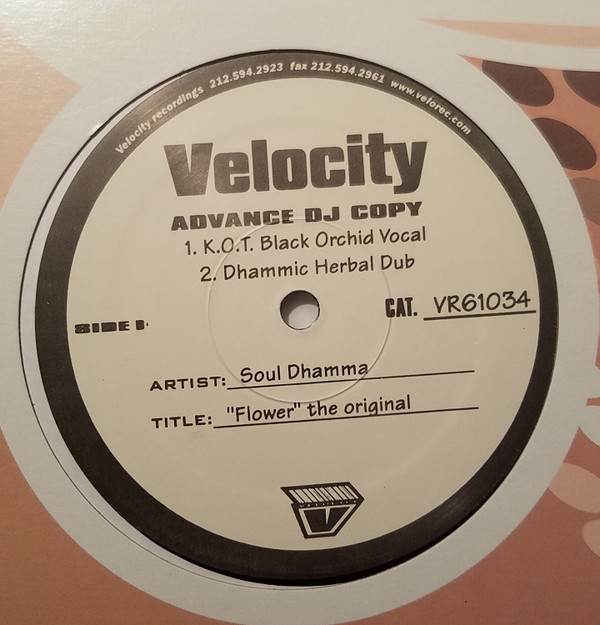 Velocity recordings 212.594.2923 fax 212.594.2961 www.velorec.com
Velocity
ADVANCE DJ COPY
1. K.O.T. Black Orchid Vocal
2. Dhammic Herbal Dub
SIDE
CAT. VR61034
ARTIST: Soul Dhamma
TITLE: "Flower" the original
V